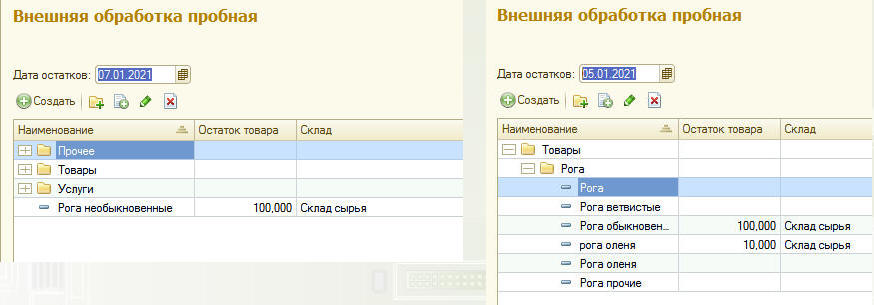 Внешняя обработка пробная
Дата остатков: 07.01.2021
Создать
Наименование Остаток товара Склад
Прочее
Товары
Услуги
Рога необыкновенные 100,000 Склад сырья
Внешняя обработка пробная
Дата остатков: 05.01.2021
Создать
Наименование Остаток товара Склад
Товары
Рога
Рога
Рога ветвистые
Рога обыкновен... 100,000 Склад сырья
рога оленя 10,000 Склад сырья
Рога оленя
Рога прочие